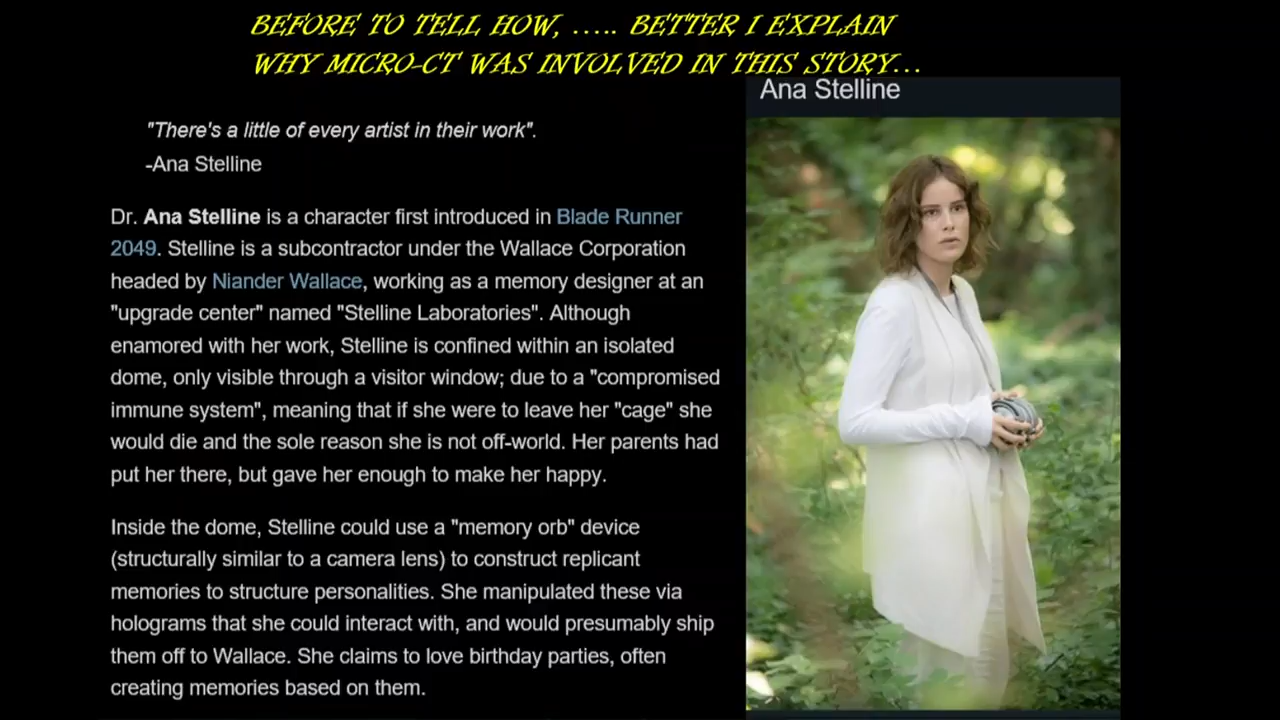 BEFORE TO TELL HOW, ..... BETTER I EXPLAIN
WHY MICRO-CT WAS INVOLVED IN THIS STORY...
Ana Stelline
"There's a little of every artist in their work".
-Ana Stelline
Dr. Ana Stelline is a character first introduced in Blade Runner
2049. Stelline is a subcontractor under the Wallace Corporation
headed by Niander Wallace, working as a memory designer at an
"upgrade center" named "Stelline Laboratories". Although
enamored with her work, Stelline is confined within an isolated
dome, only visible through a visitor window; due to a "compromised
immune system", meaning that if she were to leave her "cage" she
would die and the sole reason she is not off-world. Her parents had
put her there, but gave her enough to make her happy.
Inside the dome, Stelline could use a "memory orb" device
(structurally similar to a camera lens) to construct replicant
memories to structure personalities. She manipulated these via
holograms that she could interact with, and would presumably ship
them off to Wallace. She claims to love birthday parties, often
creating memories based on them.